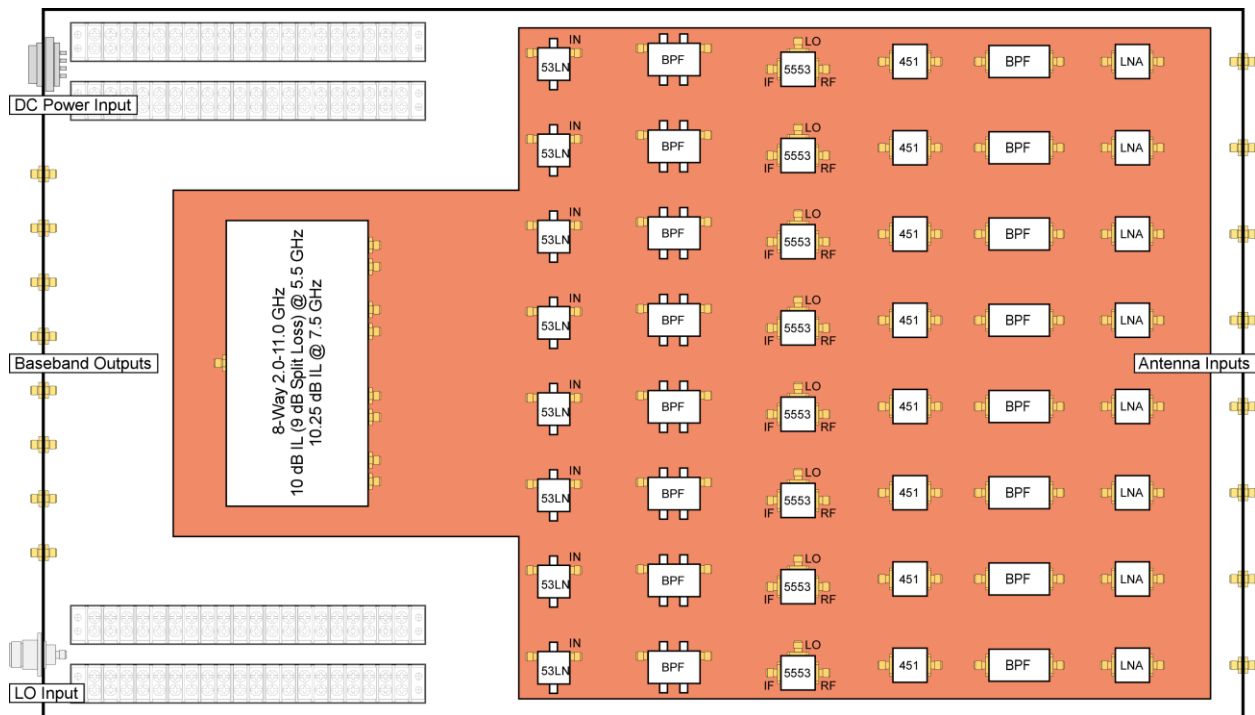 DC Power Input
Baseband Outputs
LO Input
8-Way 2.0-11.0 GHz
10 dB IL (9 dB Split Loss) @ 5.5 GHz
10.25 dB IL @ 7.5 GHz
IN
53LN
BPF
LO
5553
IF
RF
451
BPF
LNA
IN
53LN
BPF
LO
5553
IF
RF
451
BPF
LNA
IN
53LN
BPF
LO
5553
IF
RF
451
BPF
LNA
IN
53LN
BPF
LO
5553
IF
RF
451
BPF
LNA
IN
53LN
BPF
LO
5553
IF
RF
451
BPF
LNA
IN
53LN
BPF
LO
5553
IF
RF
451
BPF
LNA
IN
53LN
BPF
LO
5553
IF
RF
451
BPF
LNA
IN
53LN
BPF
LO
5553
IF
RF
451
BPF
LNA
Antenna Inputs